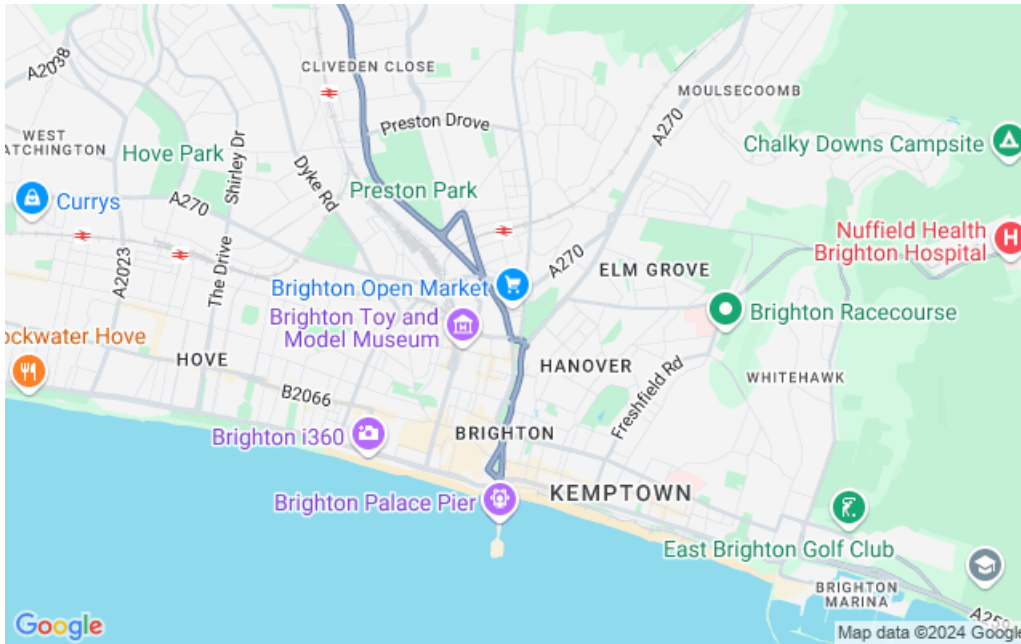 A2038
CLIVEDEN CLOSE
MOULSECOOMB
Preston Drove
A270
WEST
ATCHINGTON
Hove Park
Shirley Dr
Dyke Rd
Chalky Downs Campsite
Preston Park
Currys
A270
Nuffield Health
Brighton Hospital
A2023
The Drive
A270
ELM GROVE
Brighton Open Market
Brighton Toy and
Model Museum
Brighton Racecourse
ockwater Hove
HOVE
HANOVER
Freshfield Rd
WHITEHAWK
B2066
Brighton i360
BRIGHTON
Brighton Palace Pier
KEMPTOWN
East Brighton Golf Club
BRIGHTON
MARINA
A259
Google
Map data ©2024 Google